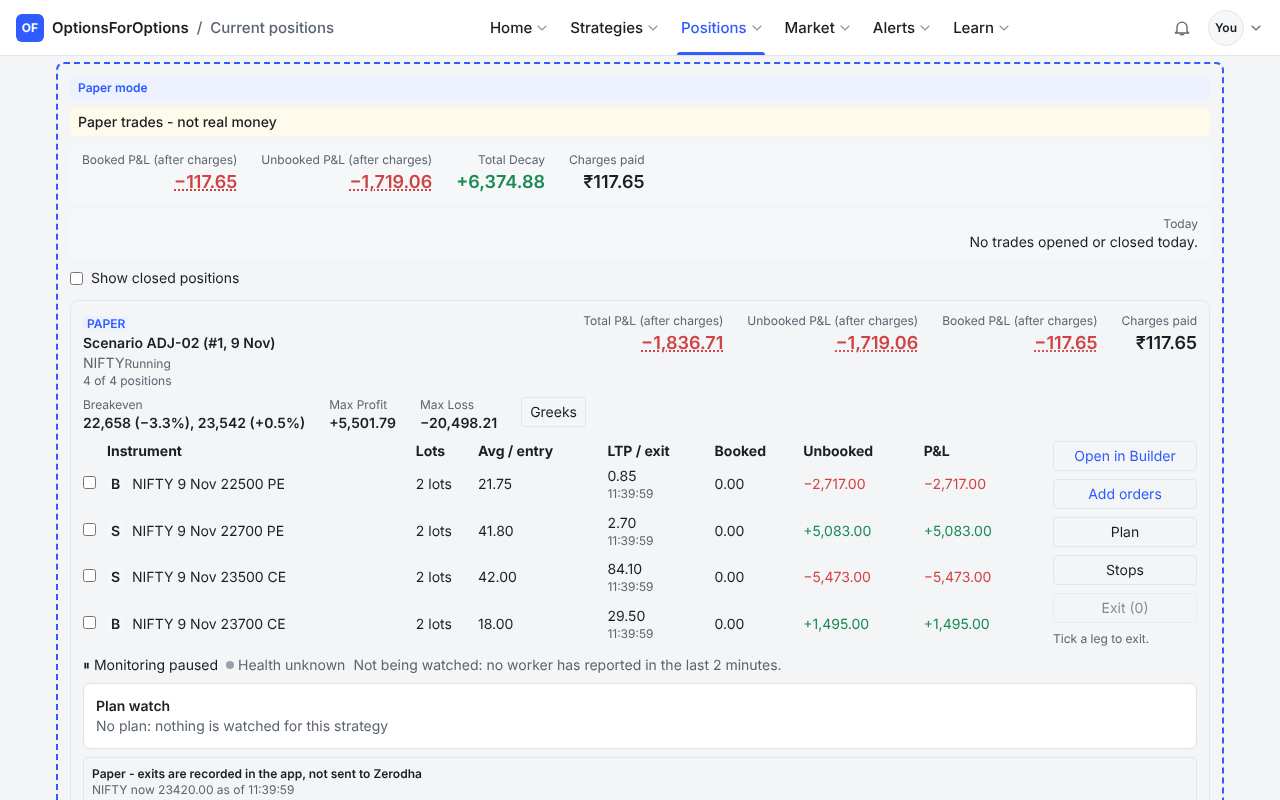 OF OptionsForOptions / Current positions Home Strategies Positions Market Alerts Learn You
Paper mode
Paper trades - not real money
Booked P&L (after charges) Unbooked P&L (after charges) Total Decay Charges paid
−117.65 −1,719.06 +6,374.88 ₹117.65
Today
No trades opened or closed today.
Show closed positions
PAPER Total P&L (after charges) Unbooked P&L (after charges) Booked P&L (after charges) Charges paid
Scenario ADJ-02 (#1, 9 Nov) −1,836.71 −1,719.06 −117.65 ₹117.65
NIFTYRunning
4 of 4 positions
Breakeven Max Profit Max Loss Greeks
22,658 (−3.3%), 23,542 (+0.5%) +5,501.79 −20,498.21
Instrument Lots Avg / entry LTP / exit Booked Unbooked P&L Open in Builder
B NIFTY 9 Nov 22500 PE 2 lots 21.75 0.85 0.00 −2,717.00 −2,717.00
11:39:59 Add orders
S NIFTY 9 Nov 22700 PE 2 lots 41.80 2.70 0.00 +5,083.00 +5,083.00 Plan
11:39:59
S NIFTY 9 Nov 23500 CE 2 lots 42.00 84.10 0.00 −5,473.00 −5,473.00 Stops
11:39:59
B NIFTY 9 Nov 23700 CE 2 lots 18.00 29.50 0.00 +1,495.00 +1,495.00 Exit (0)
11:39:59 Tick a leg to exit.
Monitoring paused Health unknown Not being watched: no worker has reported in the last 2 minutes.
Plan watch
No plan: nothing is watched for this strategy
Paper - exits are recorded in the app, not sent to Zerodha
NIFTY now 23420.00 as of 11:39:59